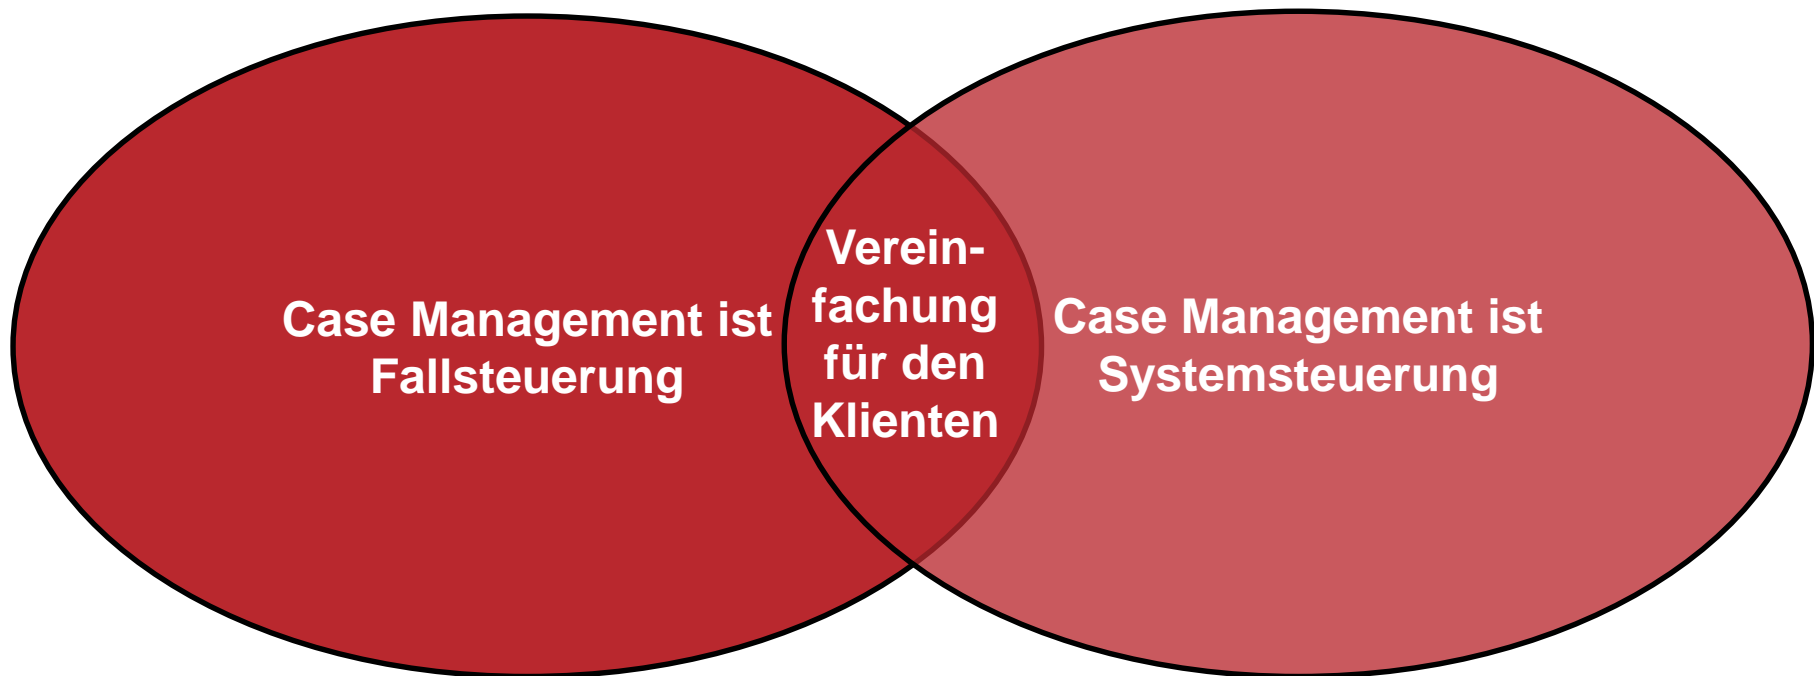 Case Management ist
Fallsteuerung
Verein-
fachung
für den
Klienten
Case Management ist
Systemsteuerung